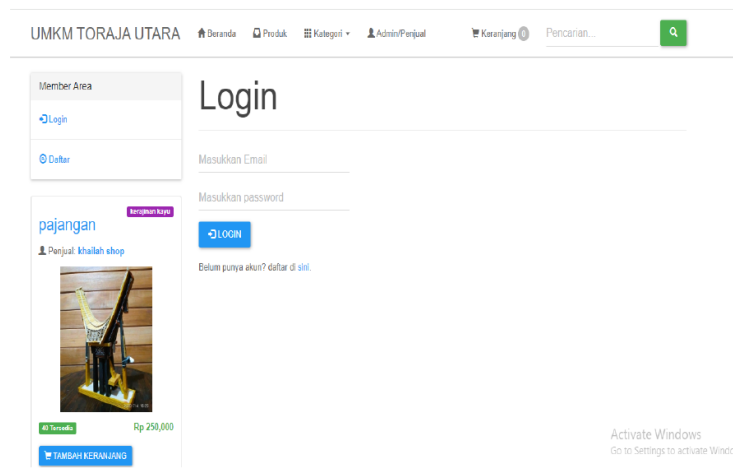 UMKM TORAJA UTARA Beranda Produk Kategori Admin/Penjual Keranjang 0 Pencarian...
Member Area
Login
Daftar
Login
Masukkan Email
Masukkan password
LOGIN
Belum punya akun? daftar di sini.
kerajinan kayu
pajangan
Penjual: khailah shop
40 Tersedia Rp 250,000
TAMBAH KERANJANG
Activate Windows
Go to Settings to activate Windo